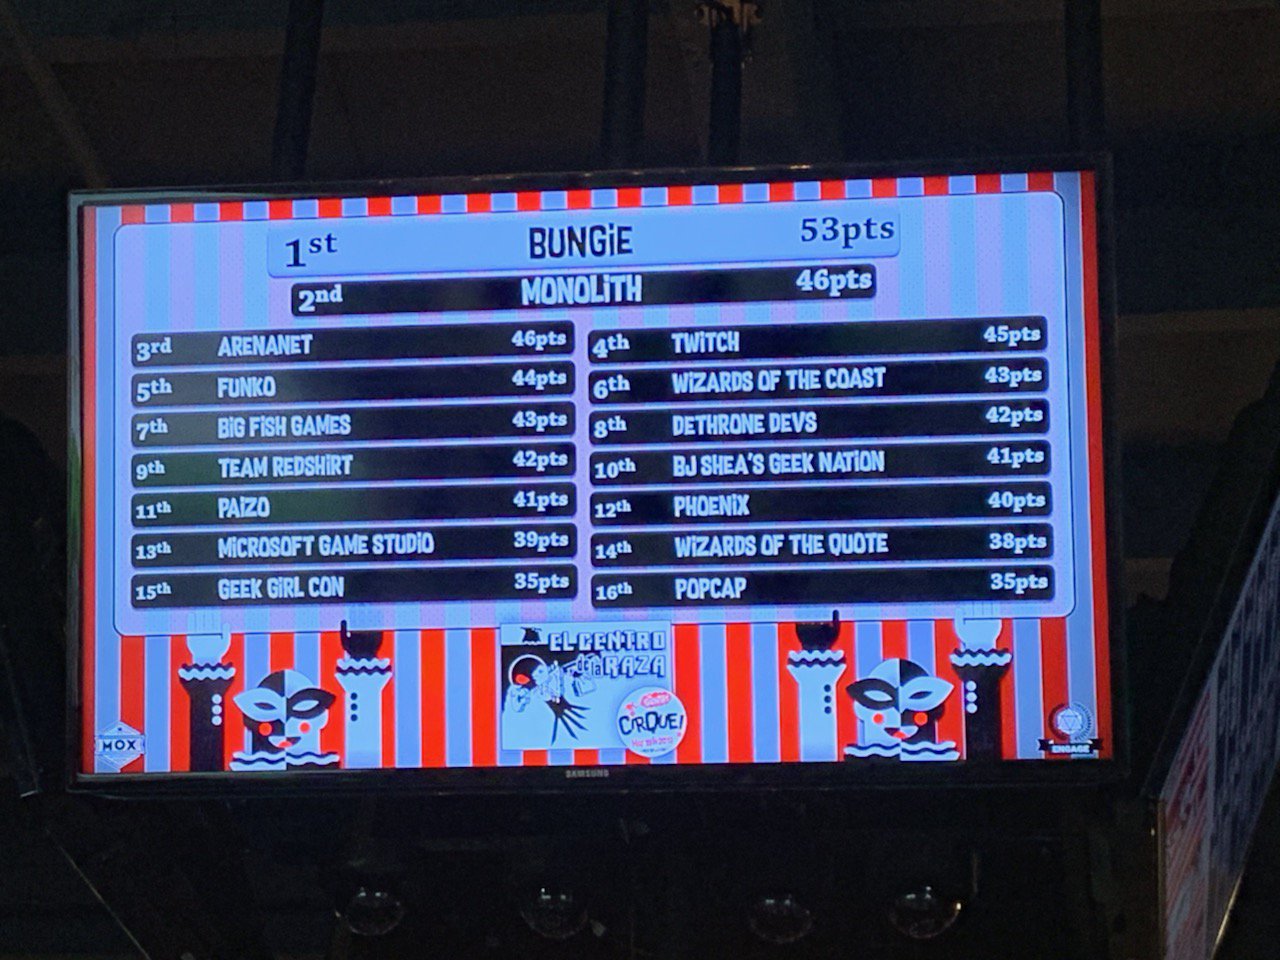 1st BUNGiE 53pts
2nd MONOLiTH 46pts
3rd ARENANET 46pts
4th TWiTCH 45pts
5th FUNKO 44pts
6th WiZARDS OF THE COAST 43pts
7th BiG FiSH GAMES 43pts
8th DETHRONE DEVS 42pts
9th TEAM REDSHiRT 42pts
10th BJ SHEA'S GEEK NATiON 41pts
11th PAiZO 41pts
12th PHOENiX 40pts
13th MiCROSOFT GAME STUDiO 39pts
14th WiZARDS OF THE QUOTE 38pts
15th GEEK GiRL CON 35pts
16th POPCAP 35pts
EL CENTRO
de la RAZA
CiRQUE!
MOX
ENGAGE
SAMSUNG